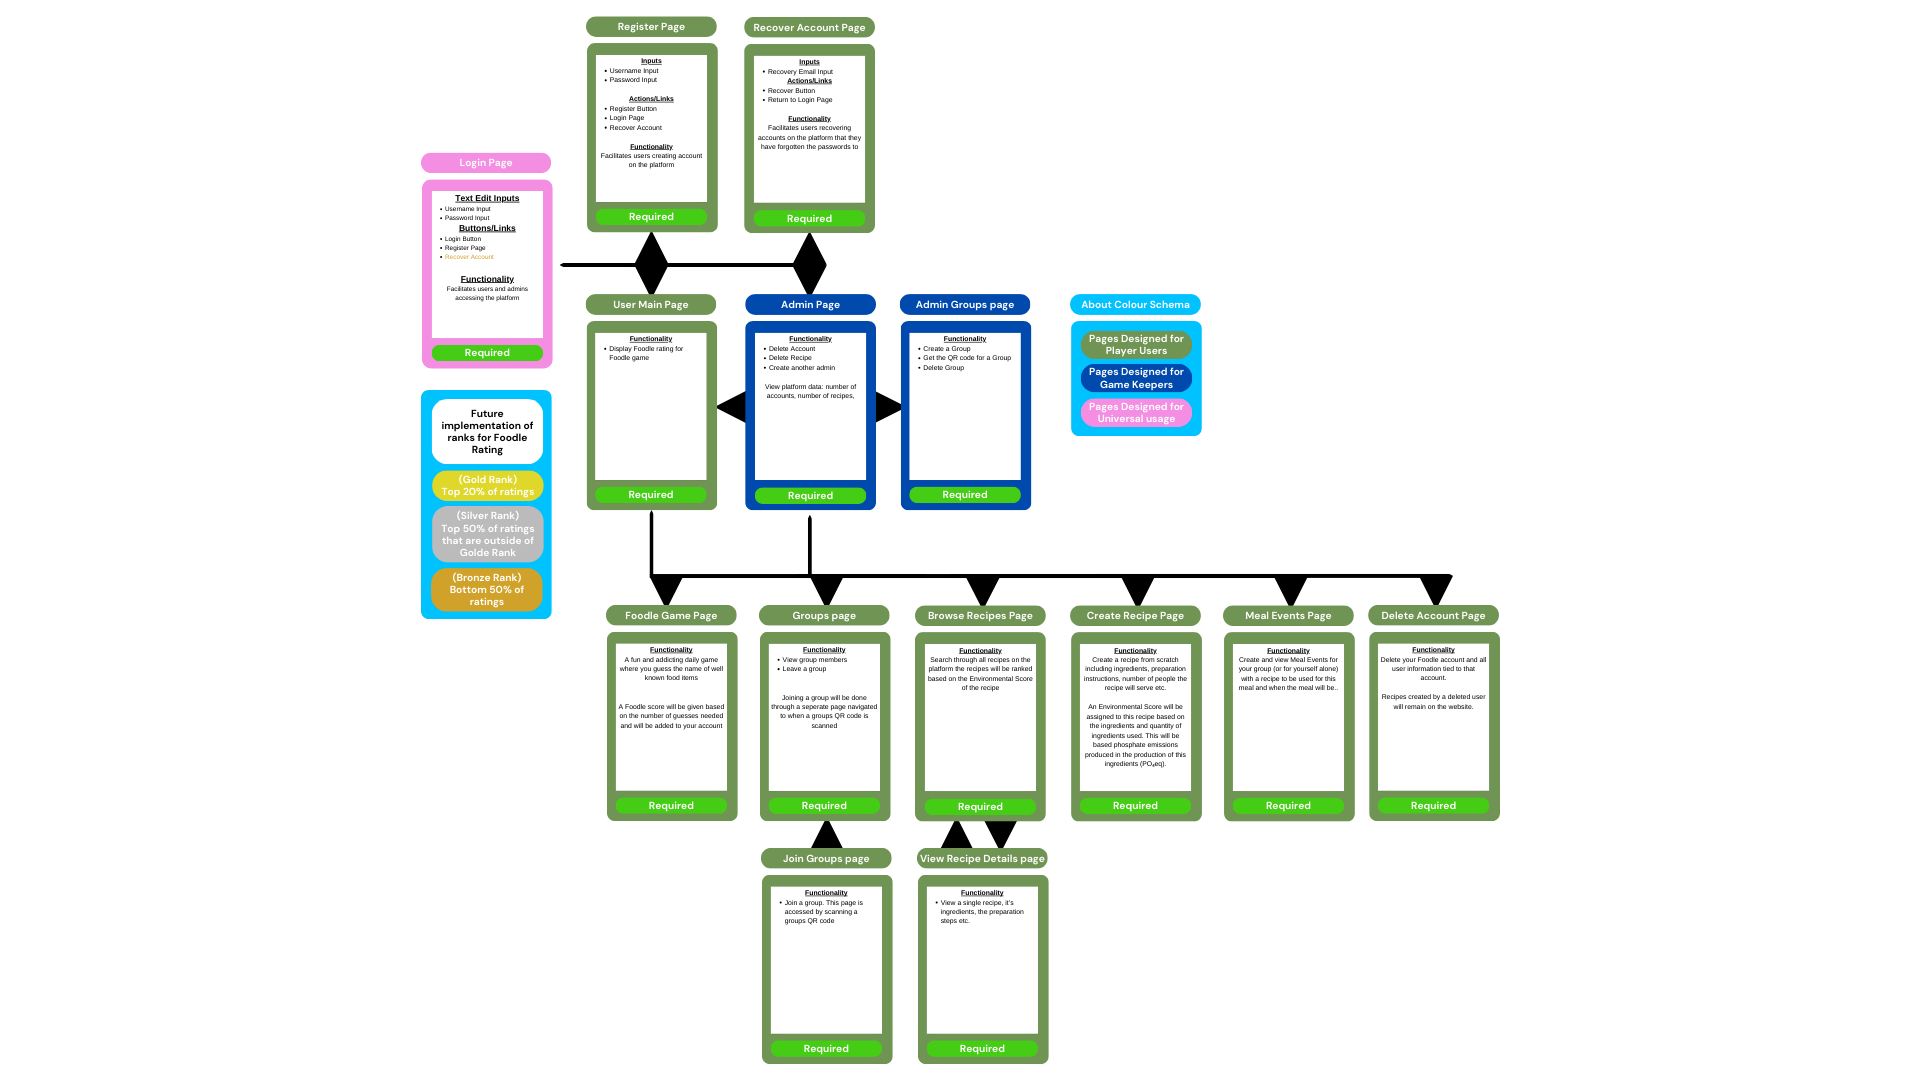 Register Page
Inputs
• Username Input
• Password Input
Actions/Links
• Register Button
• Login Page
• Recover Account
Functionality
Facilitates users creating account
on the platform
Required
Recover Account Page
Inputs
• Recovery Email Input
Actions/Links
• Recover Button
• Return to Login Page
Functionality
Facilitates users recovering
accounts on the platform that they
have forgotten the passwords to
Required
Login Page
Text Edit Inputs
• Username Input
• Password Input
Buttons/Links
• Login Button
• Register Page
• Recover Account
Functionality
Facilitates users and admins
accessing the platform
Required
User Main Page
Functionality
• Display Foodle rating for
Foodle game
Required
Admin Page
Functionality
• Delete Account
• Delete Recipe
• Create another admin
View platform data: number of
accounts, number of recipes,
Required
Admin Groups page
Functionality
• Create a Group
• Get the QR code for a Group
• Delete Group
Required
About Colour Schema
Pages Designed for
Player Users
Pages Designed for
Game Keepers
Pages Designed for
Universal usage
Future
implementation of
ranks for Foodle
Rating
(Gold Rank)
Top 20% of ratings
(Silver Rank)
Top 50% of ratings
that are outside of
Golde Rank
(Bronze Rank)
Bottom 50% of
ratings
Foodle Game Page
Functionality
A fun and addicting daily game
where you guess the name of well
known food items
A Foodle score will be given based
on the number of guesses needed
and will be added to your account
Required
Groups page
Functionality
• View group members
• Leave a group
Joining a group will be done
through a seperate page navigated
to when a groups QR code is
scanned
Required
Browse Recipes Page
Functionality
Search through all recipes on the
platform the recipes will be ranked
based on the Environmental Score
of the recipe
Required
Create Recipe Page
Functionality
Create a recipe from scratch
including ingredients, preparation
instructions, number of people the
recipe will serve etc.
An Environmental Score will be
assigned to this recipe based on
the ingredients and quantity of
ingredients used. This will be
based phosphate emissions
produced in the production of this
ingredients (PO₄eq).
Required
Meal Events Page
Functionality
Create and view Meal Events for
your group (or for yourself alone)
with a recipe to be used for this
meal and when the meal will be..
Required
Delete Account Page
Functionality
Delete your Foodle account and all
user information tied to that
account.
Recipes created by a deleted user
will remain on the website.
Required
Join Groups page
Functionality
• Join a group. This page is
accessed by scanning a
groups QR code
Required
View Recipe Details page
Functionality
• View a single recipe, it's
ingredients, the preparation
steps etc.
Required